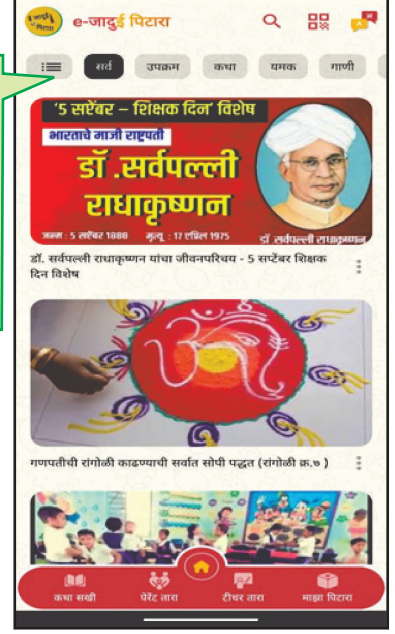 e-जादुई पिटारा
सर्व उपक्रम कथा यमक गाणी
'5 सप्टेंबर – शिक्षक दिन' विशेष
भारताचे माजी राष्ट्रपती
डॉ .सर्वपल्ली
राधाकृष्णन
जन्म : 5 सप्टेंबर 1888 मृत्यू : 17 एप्रिल 1975
डॉ .सर्वपल्ली राधाकृष्णन
डॉ. सर्वपल्ली राधाकृष्णन यांचा जीवनपरिचय - 5 सप्टेंबर शिक्षक
दिन विशेष
गणपतीची रांगोळी काढण्याची सर्वात सोपी पद्धत (रांगोळी क्र.७ )
कथा सखी पेरेंट तारा टीचर तारा माझा पिटारा